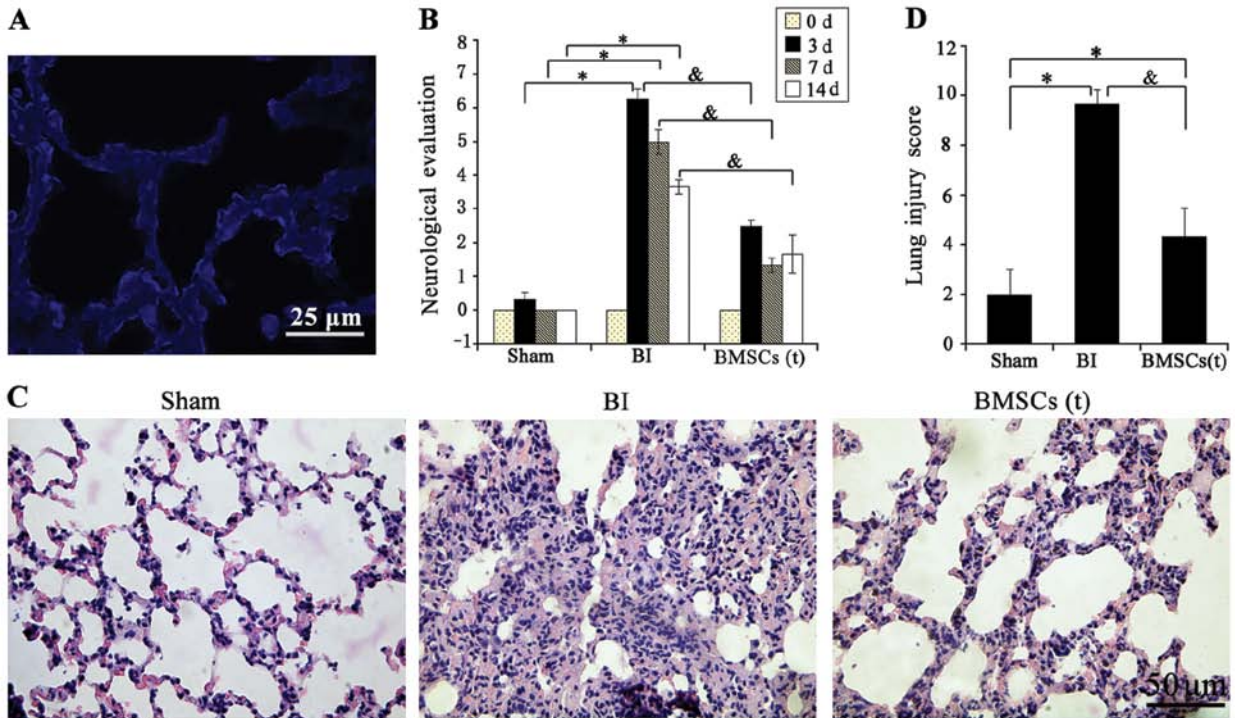 A
25 µm
B
Neurological evaluation
8
7
6
5
4
3
2
1
0
-1
0 d
3 d
7 d
14 d
*
*
*
&
&
&
Sham
BI
BMSCs (t)
D
Lung injury score
12
10
8
6
4
2
0
*
*
&
Sham
BI
BMSCs(t)
C
Sham
BI
BMSCs (t)
50 µm